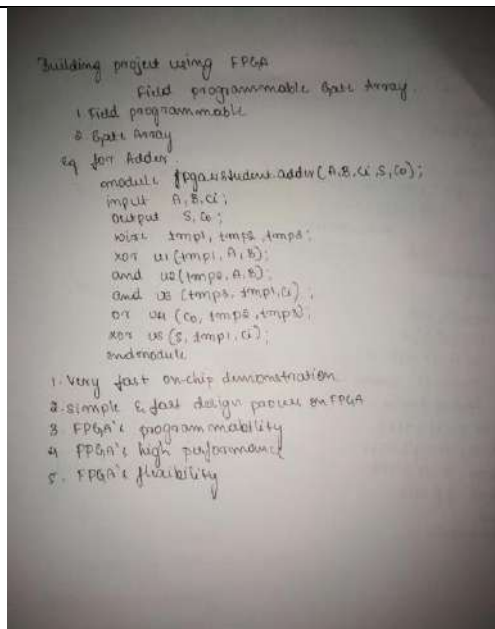 Building project using FPGA
Field programmable Gate Array.
1 Field programmable
2 Gate Array
Eg for Adder.
module fpga4student.adder(A,B,Ci,S,Co);
input A,B,Ci;
output S,Co;
wire tmp1, tmp2, tmp3;
xor u1(tmp1, A, B);
and u2(tmp2, A, B);
and u3 (tmp3, tmp1, Ci);
or u4 (Co, tmp2, tmp3);
xor u5 (S, tmp1, Ci);
endmodule
1. Very fast on-chip demonstration
2. Simple & fast design process on FPGA
3. FPGA's programmability
4 FPGA's high performance
5. FPGA's flexibility